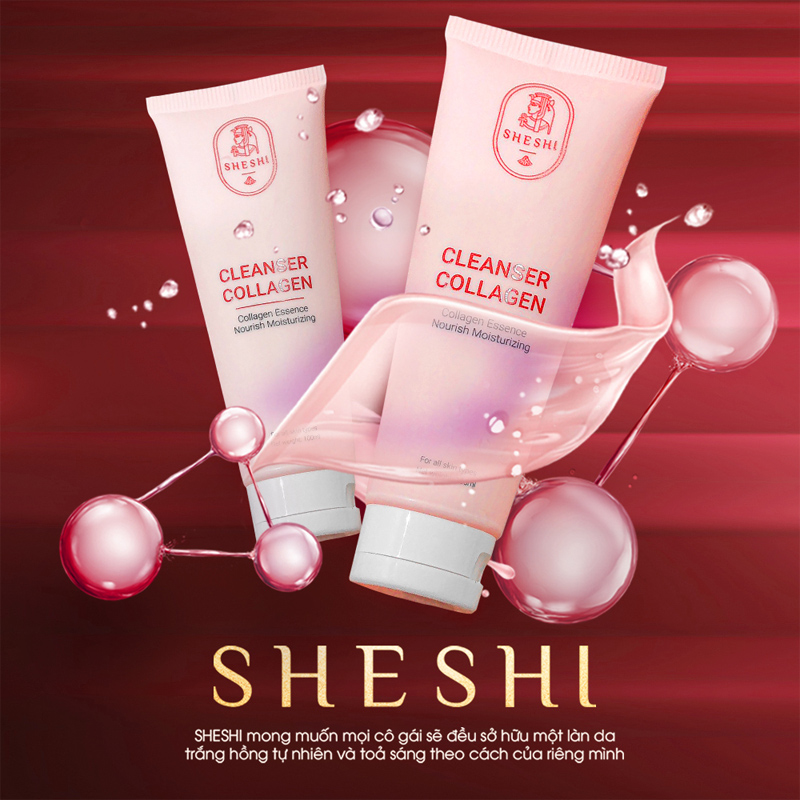 SHESHI
CLEANSER
COLLAGEN
Collagen Essence
Nourish Moisturizing
SHESHI
CLEANSER
COLLAGEN
Collagen Essence
Nourish Moisturizing
For all skin
SHESHI
SHESHI mong muốn mọi cô gái sẽ đều sở hữu một làn da
trắng hồng tự nhiên và toả sáng theo cách của riêng mình